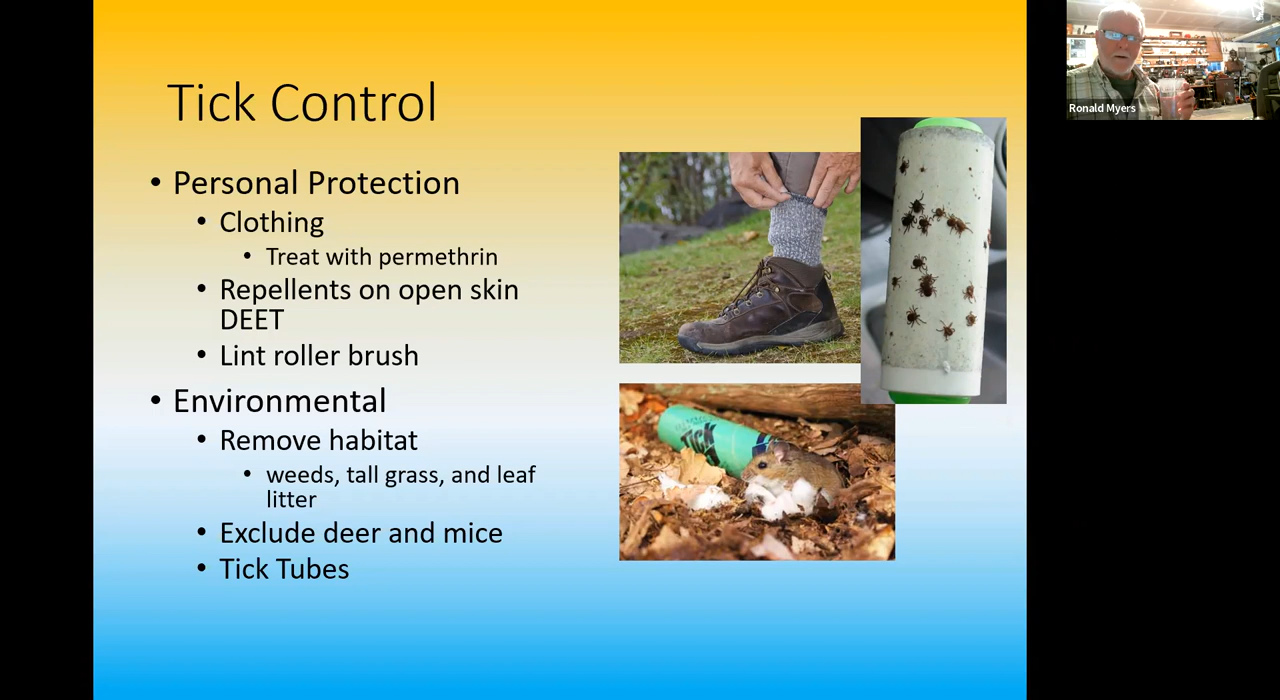 Tick Control
• Personal Protection
• Clothing
• Treat with permethrin
• Repellents on open skin
DEET
• Lint roller brush
• Environmental
• Remove habitat
• weeds, tall grass, and leaf
litter
• Exclude deer and mice
• Tick Tubes
TICK
Ronald Myers